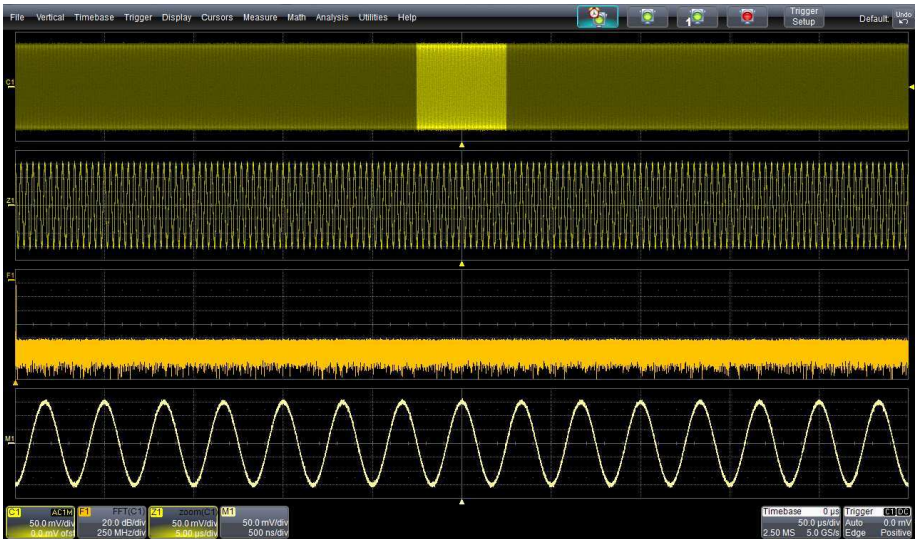 File Vertical Timebase Trigger Display Cursors Measure Math Analysis Utilities Help
1
Trigger
Setup
Default
Undo
C1
Z1
F1
M1
C1 AC1M
50.0 mV/div
0.0 mV ofst
F1 FFT(C1)
20.0 dB/div
250 MHz/div
Z1 zoom(C1)
50.0 mV/div
5.00 µs/div
M1
50.0 mV/div
500 ns/div
Timebase 0 µs
50.0 µs/div
2.50 MS 5.0 GS/s
Trigger C1 DC
Auto 0.0 mV
Edge Positive